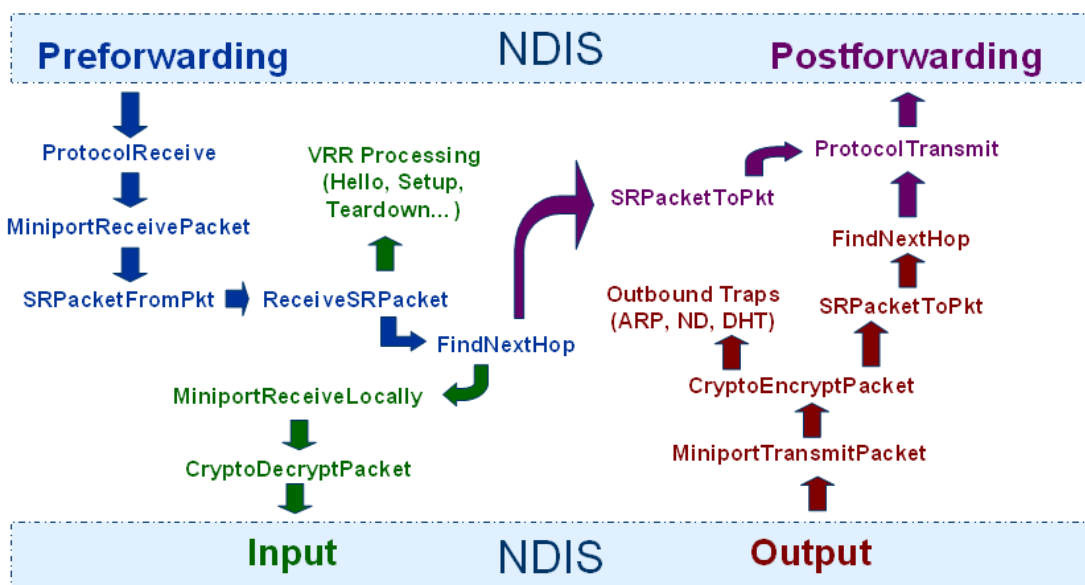 Preforwarding
NDIS
Postforwarding
ProtocolReceive
MiniportReceivePacket
SRPacketFromPkt
ReceiveSRPacket
VRR Processing
(Hello, Setup,
Teardown... )
FindNextHop
MiniportReceiveLocally
CryptoDecryptPacket
SRPacketToPkt
ProtocolTransmit
FindNextHop
SRPacketToPkt
Outbound Traps
(ARP, ND, DHT)
CryptoEncryptPacket
MiniportTransmitPacket
Input
NDIS
Output